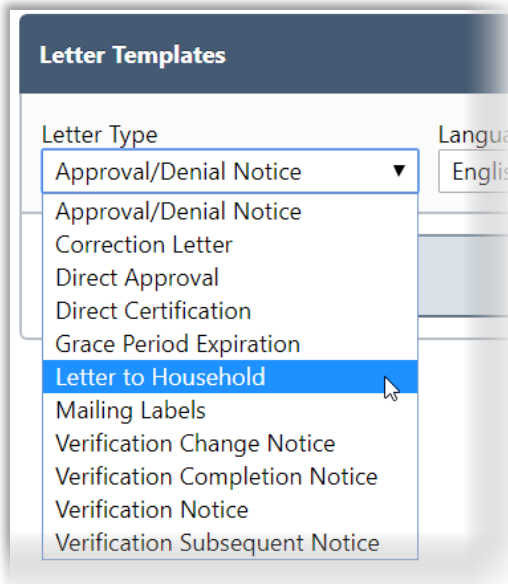 Letter Templates
Letter Type
Approval/Denial Notice
Approval/Denial Notice
Correction Letter
Direct Approval
Direct Certification
Grace Period Expiration
Letter to Household
Mailing Labels
Verification Change Notice
Verification Completion Notice
Verification Notice
Verification Subsequent Notice